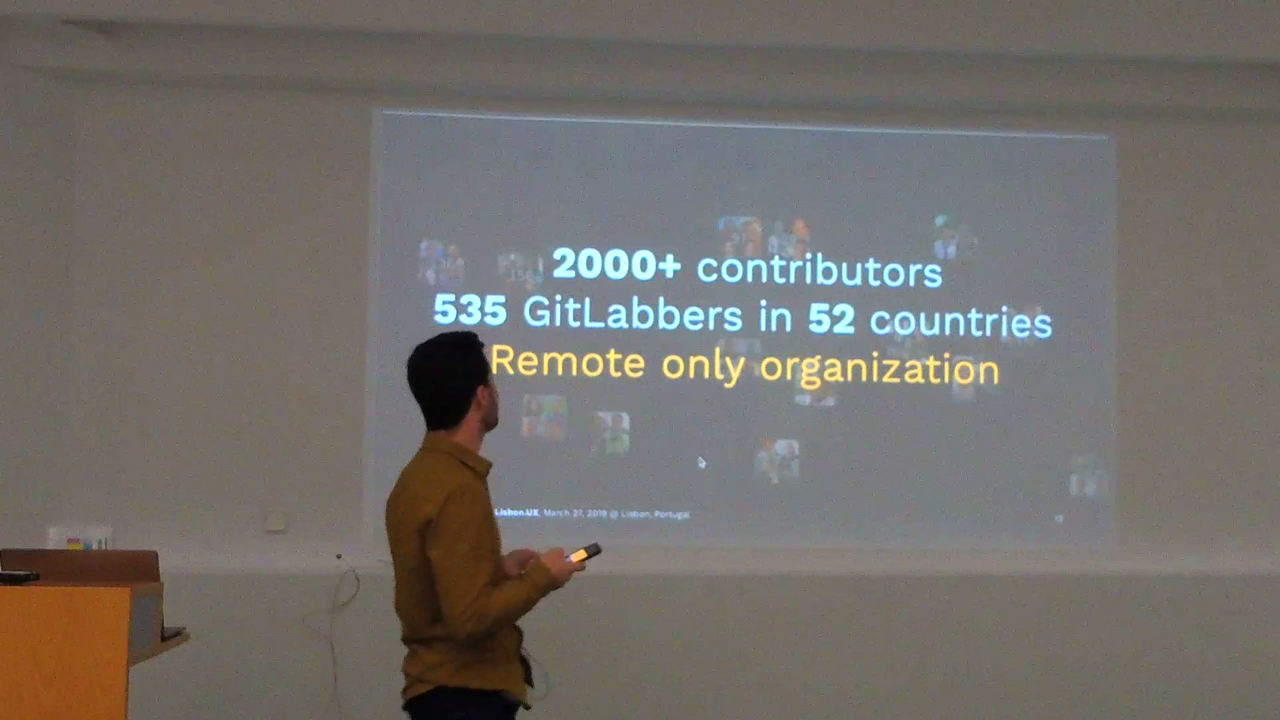 2000+ contributors
535 GitLabbers in 52 countries
Remote only organization
Lisbon.UX, March 27, 2018 @ Lisbon, Portugal